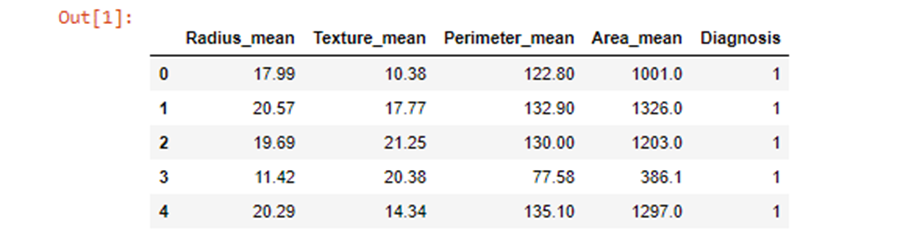 Out[1]:
Radius_mean Texture_mean Perimeter_mean Area_mean Diagnosis
0 17.99 10.38 122.80 1001.0 1
1 20.57 17.77 132.90 1326.0 1
2 19.69 21.25 130.00 1203.0 1
3 11.42 20.38 77.58 386.1 1
4 20.29 14.34 135.10 1297.0 1